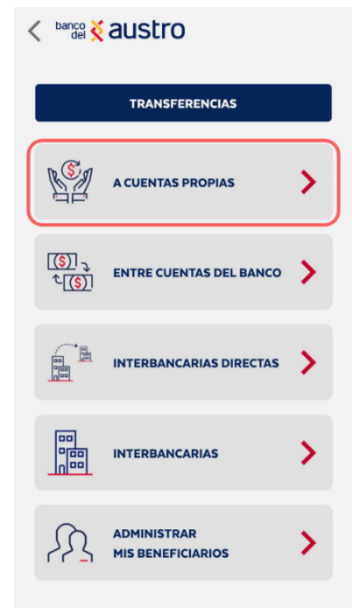 banco del austro
TRANSFERENCIAS
A CUENTAS PROPIAS
ENTRE CUENTAS DEL BANCO
INTERBANCARIAS DIRECTAS
INTERBANCARIAS
ADMINISTRAR
MIS BENEFICIARIOS